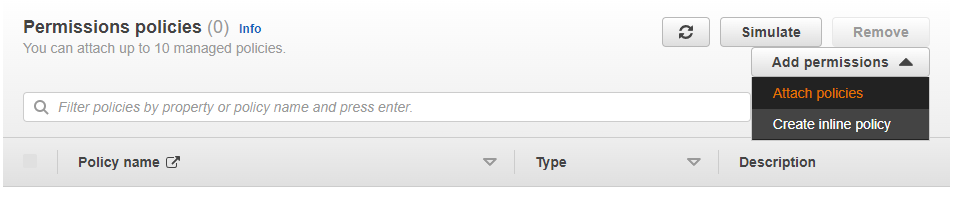 Permissions policies (0) Info
You can attach up to 10 managed policies.
Simulate
Remove
Add permissions
Attach policies
Create inline policy
Filter policies by property or policy name and press enter.
Policy name
Type
Description